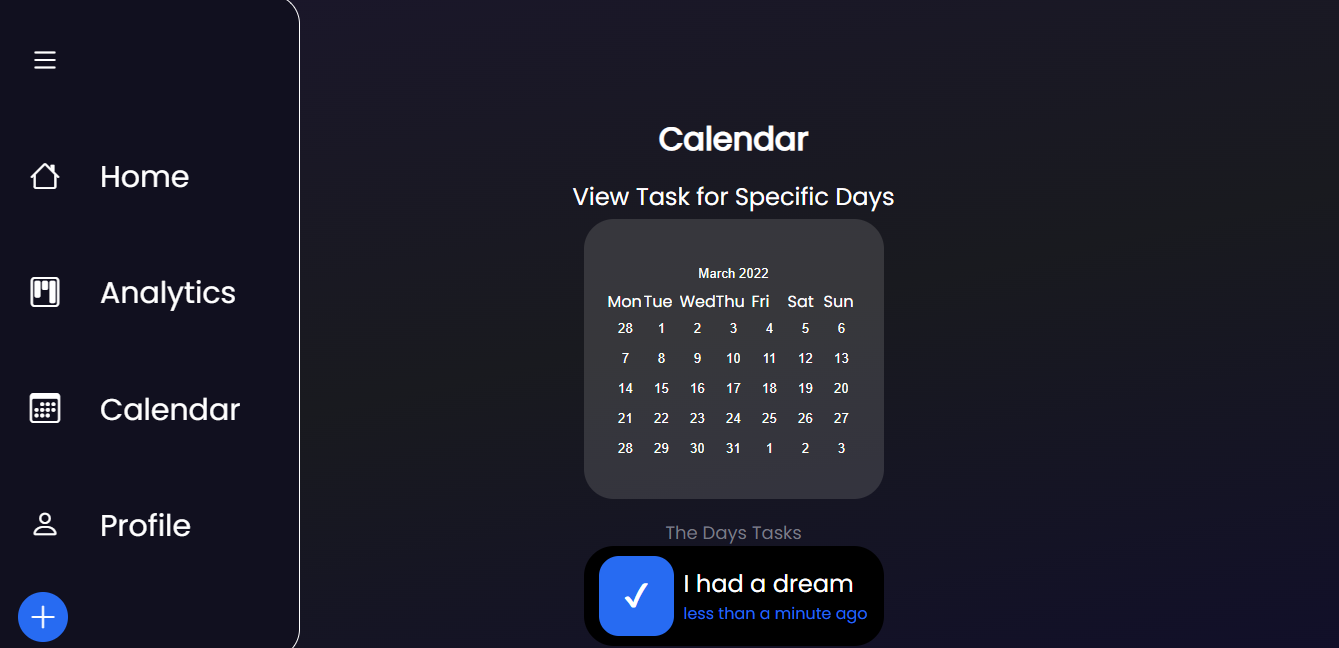 Home
Analytics
Calendar
Profile
Calendar
View Task for Specific Days
March 2022
Mon Tue Wed Thu Fri Sat Sun
28 1 2 3 4 5 6
7 8 9 10 11 12 13
14 15 16 17 18 19 20
21 22 23 24 25 26 27
28 29 30 31 1 2 3
The Days Tasks
I had a dream
less than a minute ago